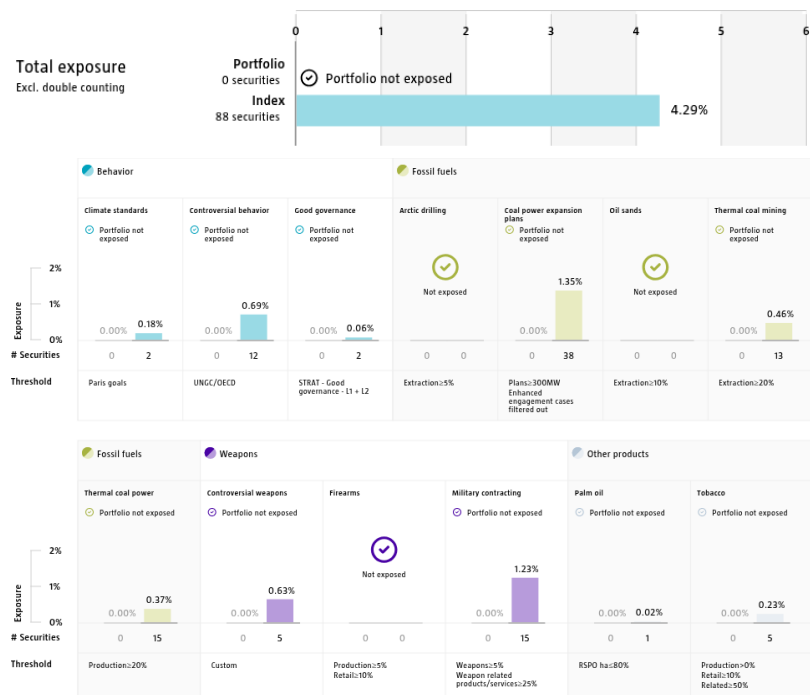 0 1 2 3 4 5 6
Total exposure
Excl. double counting
Portfolio
0 securities
Portfolio not exposed
Index
88 securities
4.29%
Behavior
Fossil fuels
Climate standards
Portfolio not
exposed
Controversial behavior
Portfolio not
exposed
Good governance
Portfolio not
exposed
Arctic drilling
Not exposed
Coal power expansion
plans
Portfolio not
exposed
Oil sands
Not exposed
Thermal coal mining
Portfolio not
exposed
Exposure
2%
1%
0%
0.00% 0.18%
0.00% 0.69%
0.00% 0.06%
0.00% 1.35%
0.00% 0.46%
# Securities 0 2 0 12 0 2 0 0 0 38 0 0 0 13
Threshold
Paris goals
UNGC/OECD
STRAT - Good
governance - L1 + L2
Extraction≥5%
Plans≥300MW
Enhanced
engagement cases
filtered out
Extraction≥10%
Extraction≥20%
Fossil fuels
Weapons
Other products
Thermal coal power
Portfolio not exposed
Controversial weapons
Portfolio not exposed
Firearms
Not exposed
Military contracting
Portfolio not exposed
Palm oil
Portfolio not exposed
Tobacco
Portfolio not exposed
Exposure
2%
1%
0%
0.00% 0.37%
0.00% 0.63%
0.00% 1.23%
0.00% 0.02%
0.00% 0.23%
# Securities 0 15 0 5 0 0 0 15 0 1 0 5
Threshold
Production≥20%
Custom
Production≥5%
Retail≥10%
Weapons≥5%
Weapon related
products/services≥25%
RSPO ha≤80%
Production>0%
Retail≥10%
Related≥50%